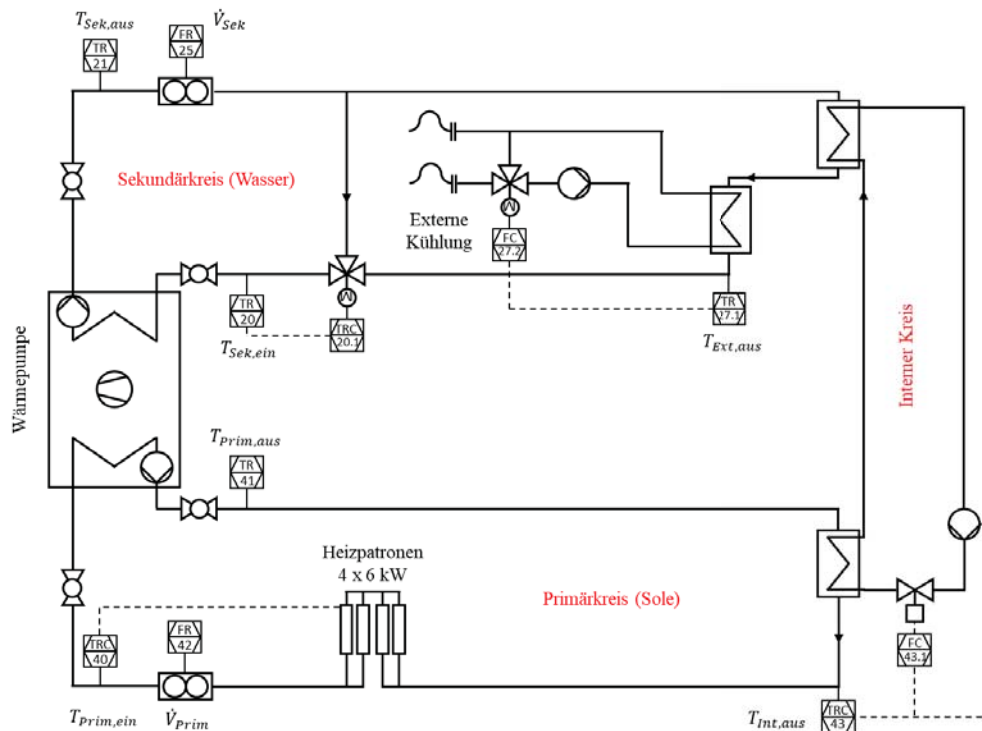 T_Sek,aus
V̇_Sek
TR
21
FR
25
Sekundärkreis (Wasser)
Externe
Kühlung
FC
27.2
TR
20
TRC
20.1
TR
27.1
T_Sek,ein
T_Ext,aus
Wärmepumpe
Interner Kreis
T_Prim,aus
TR
41
Heizpatronen
4 x 6 kW
Primärkreis (Sole)
TRC
40
FR
42
FC
43.1
T_Prim,ein
V̇_Prim
T_Int,aus
TRC
43